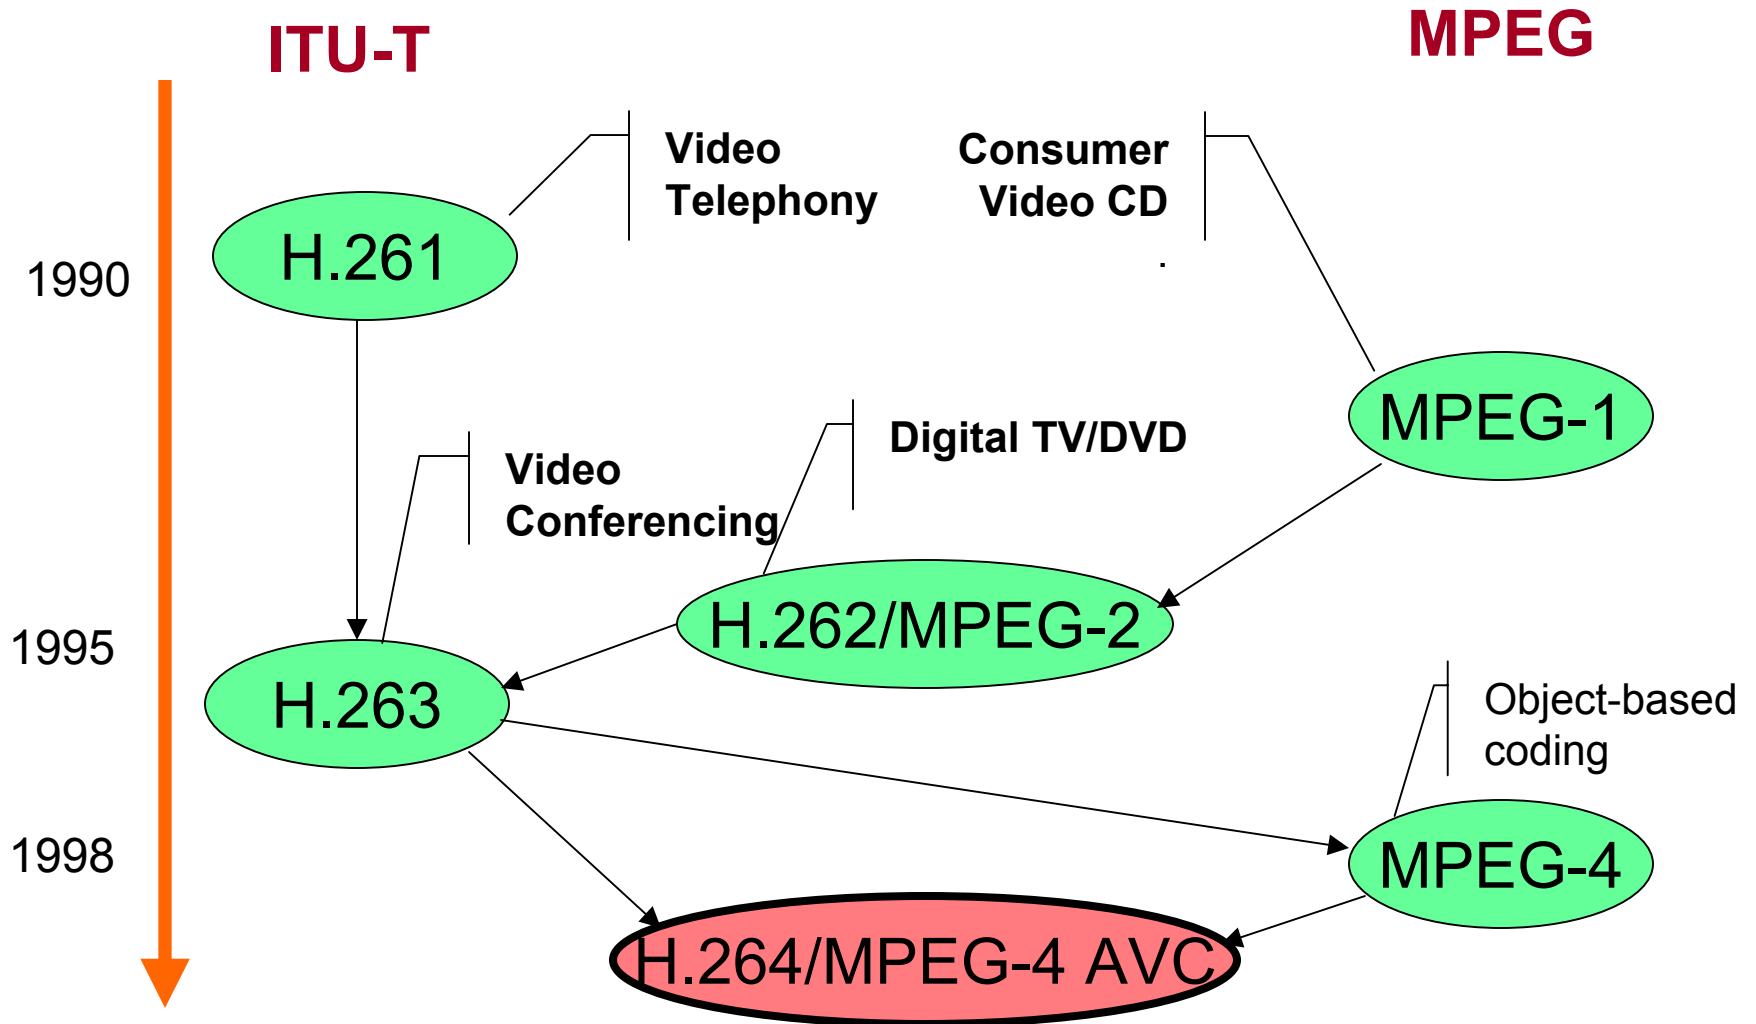 ITU-T
MPEG
Video
Telephony
Consumer
Video CD
.
H.261
1990
MPEG-1
Digital TV/DVD
Video
Conferencing
H.262/MPEG-2
1995
H.263
Object-based
coding
1998
MPEG-4
H.264/MPEG-4 AVC